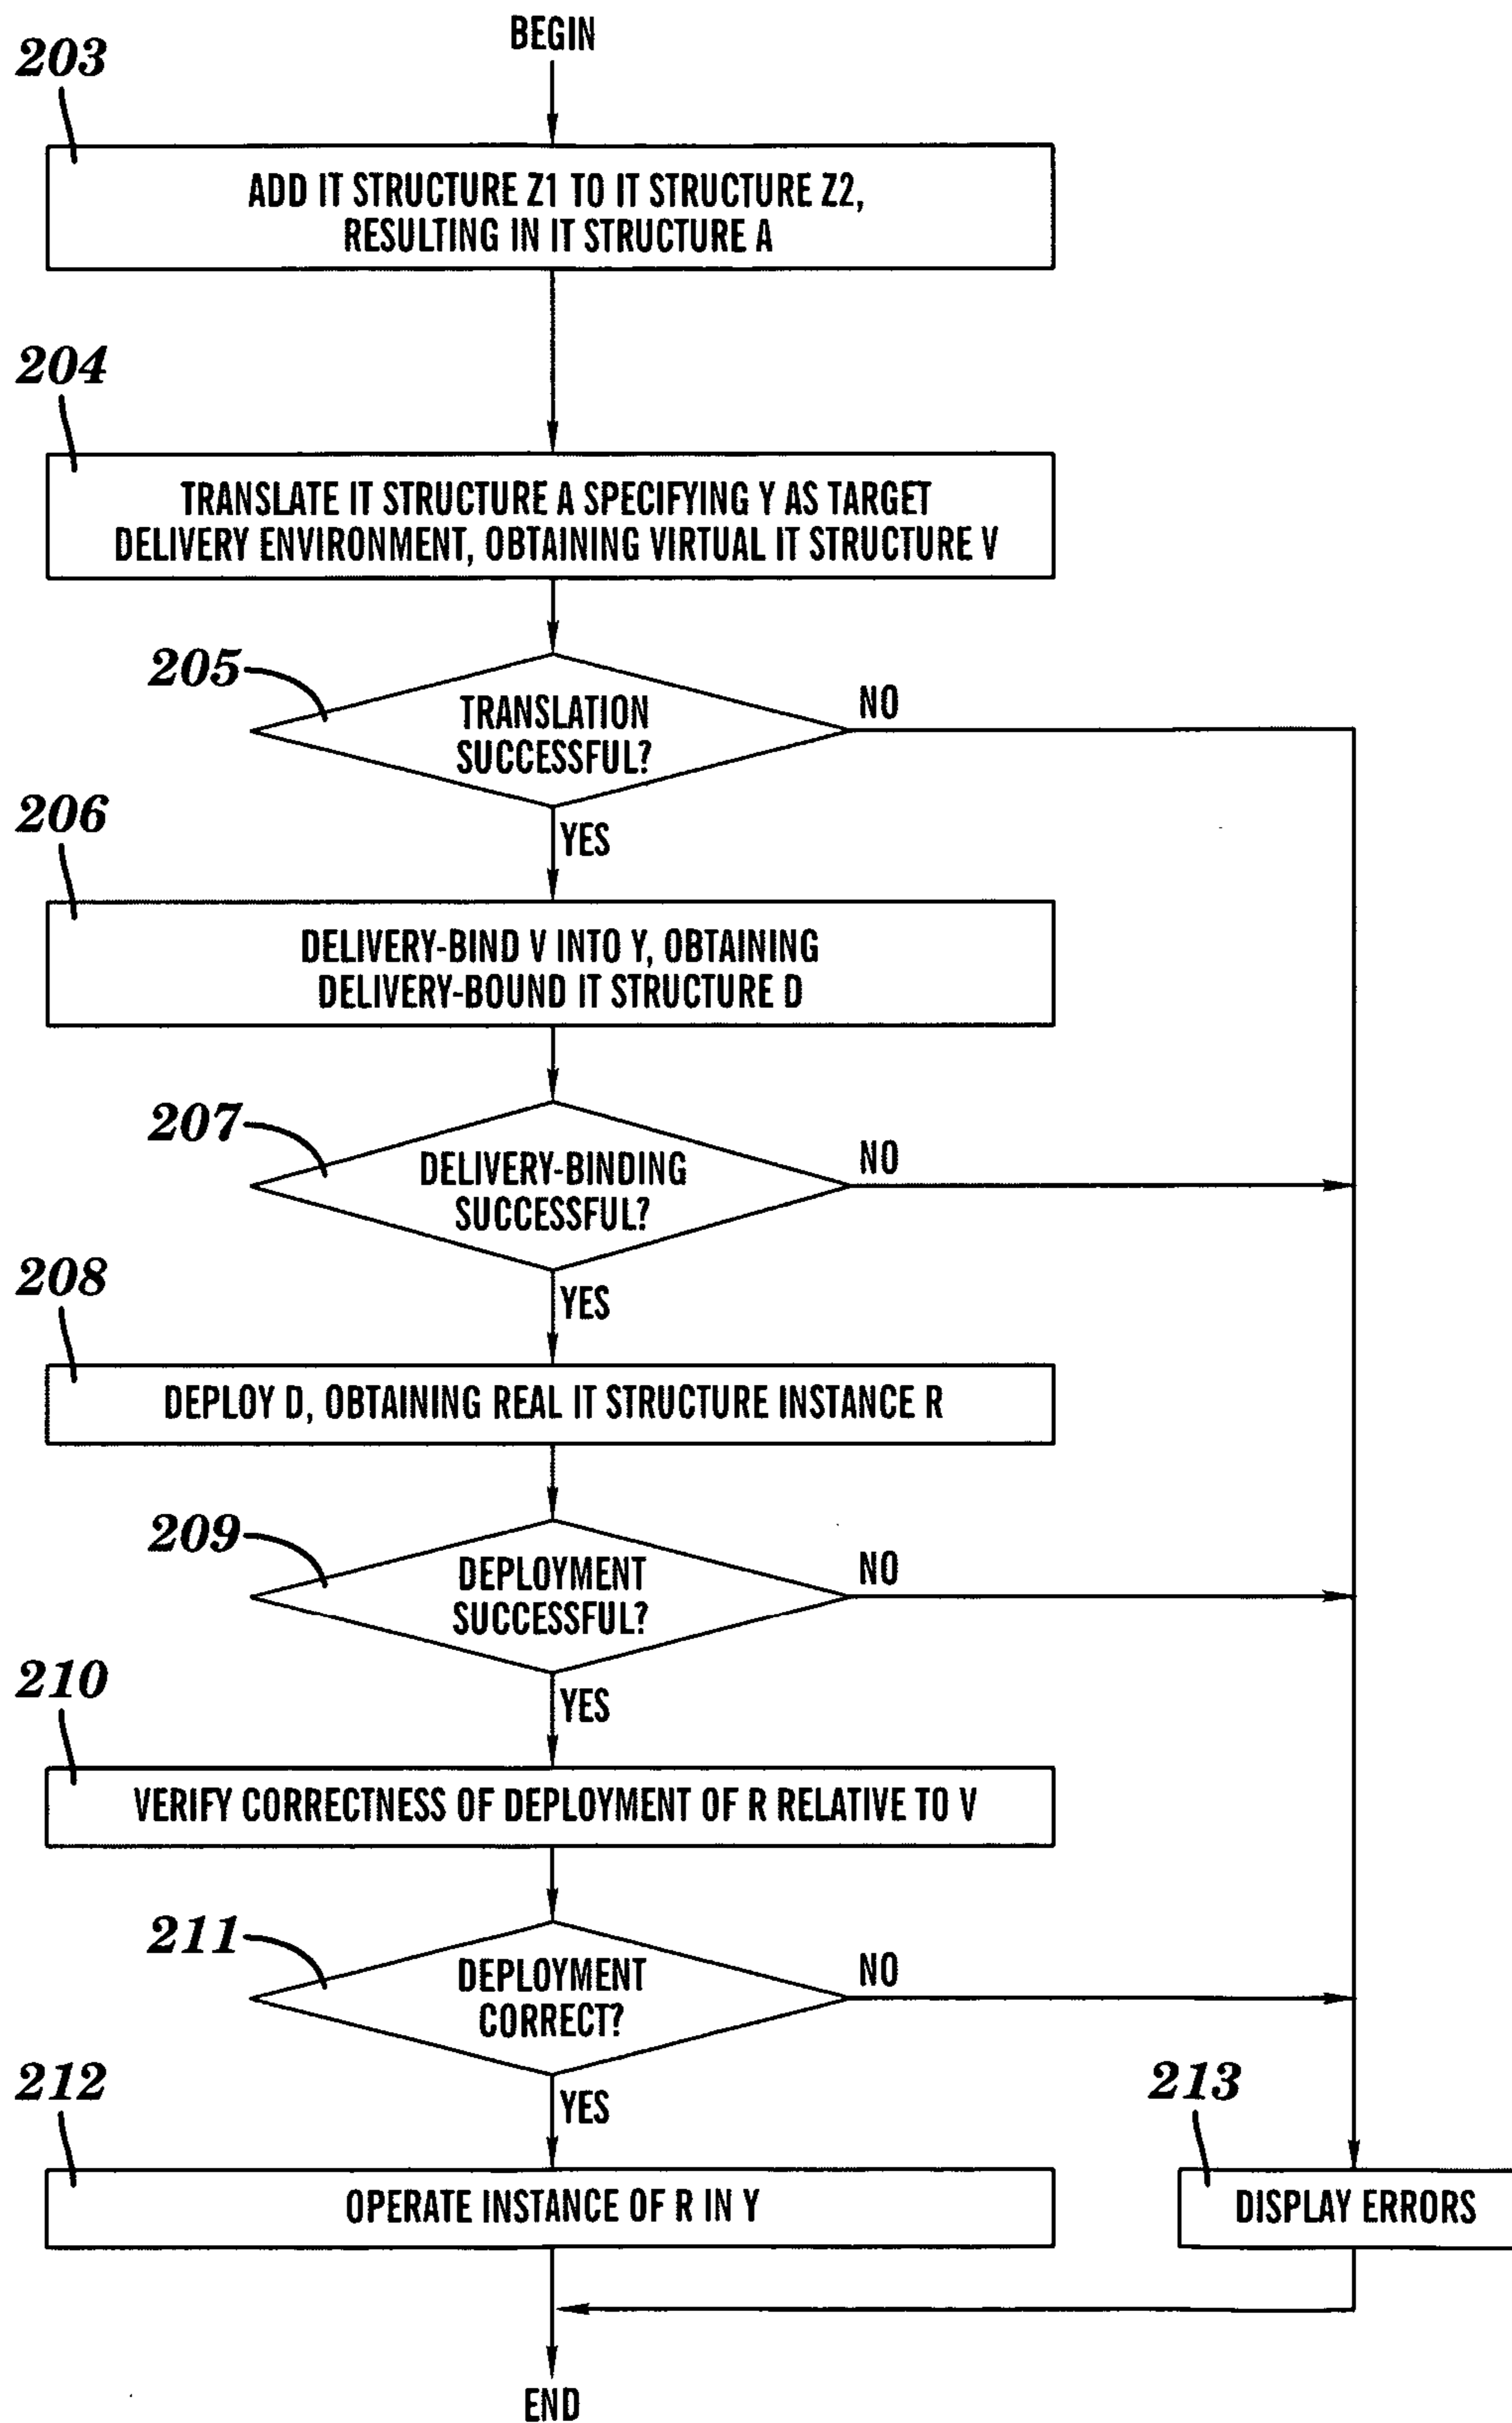 BEGIN
203
ADD IT STRUCTURE Z1 TO IT STRUCTURE Z2,
RESULTING IN IT STRUCTURE A
204
TRANSLATE IT STRUCTURE A SPECIFYING Y AS TARGET
DELIVERY ENVIRONMENT, OBTAINING VIRTUAL IT STRUCTURE V
205
TRANSLATION
SUCCESSFUL?
NO
YES
206
DELIVERY-BIND V INTO Y, OBTAINING
DELIVERY-BOUND IT STRUCTURE D
207
DELIVERY-BINDING
SUCCESSFUL?
NO
YES
208
DEPLOY D, OBTAINING REAL IT STRUCTURE INSTANCE R
209
DEPLOYMENT
SUCCESSFUL?
NO
YES
210
VERIFY CORRECTNESS OF DEPLOYMENT OF R RELATIVE TO V
211
DEPLOYMENT
CORRECT?
NO
YES
212
OPERATE INSTANCE OF R IN Y
213
DISPLAY ERRORS
END